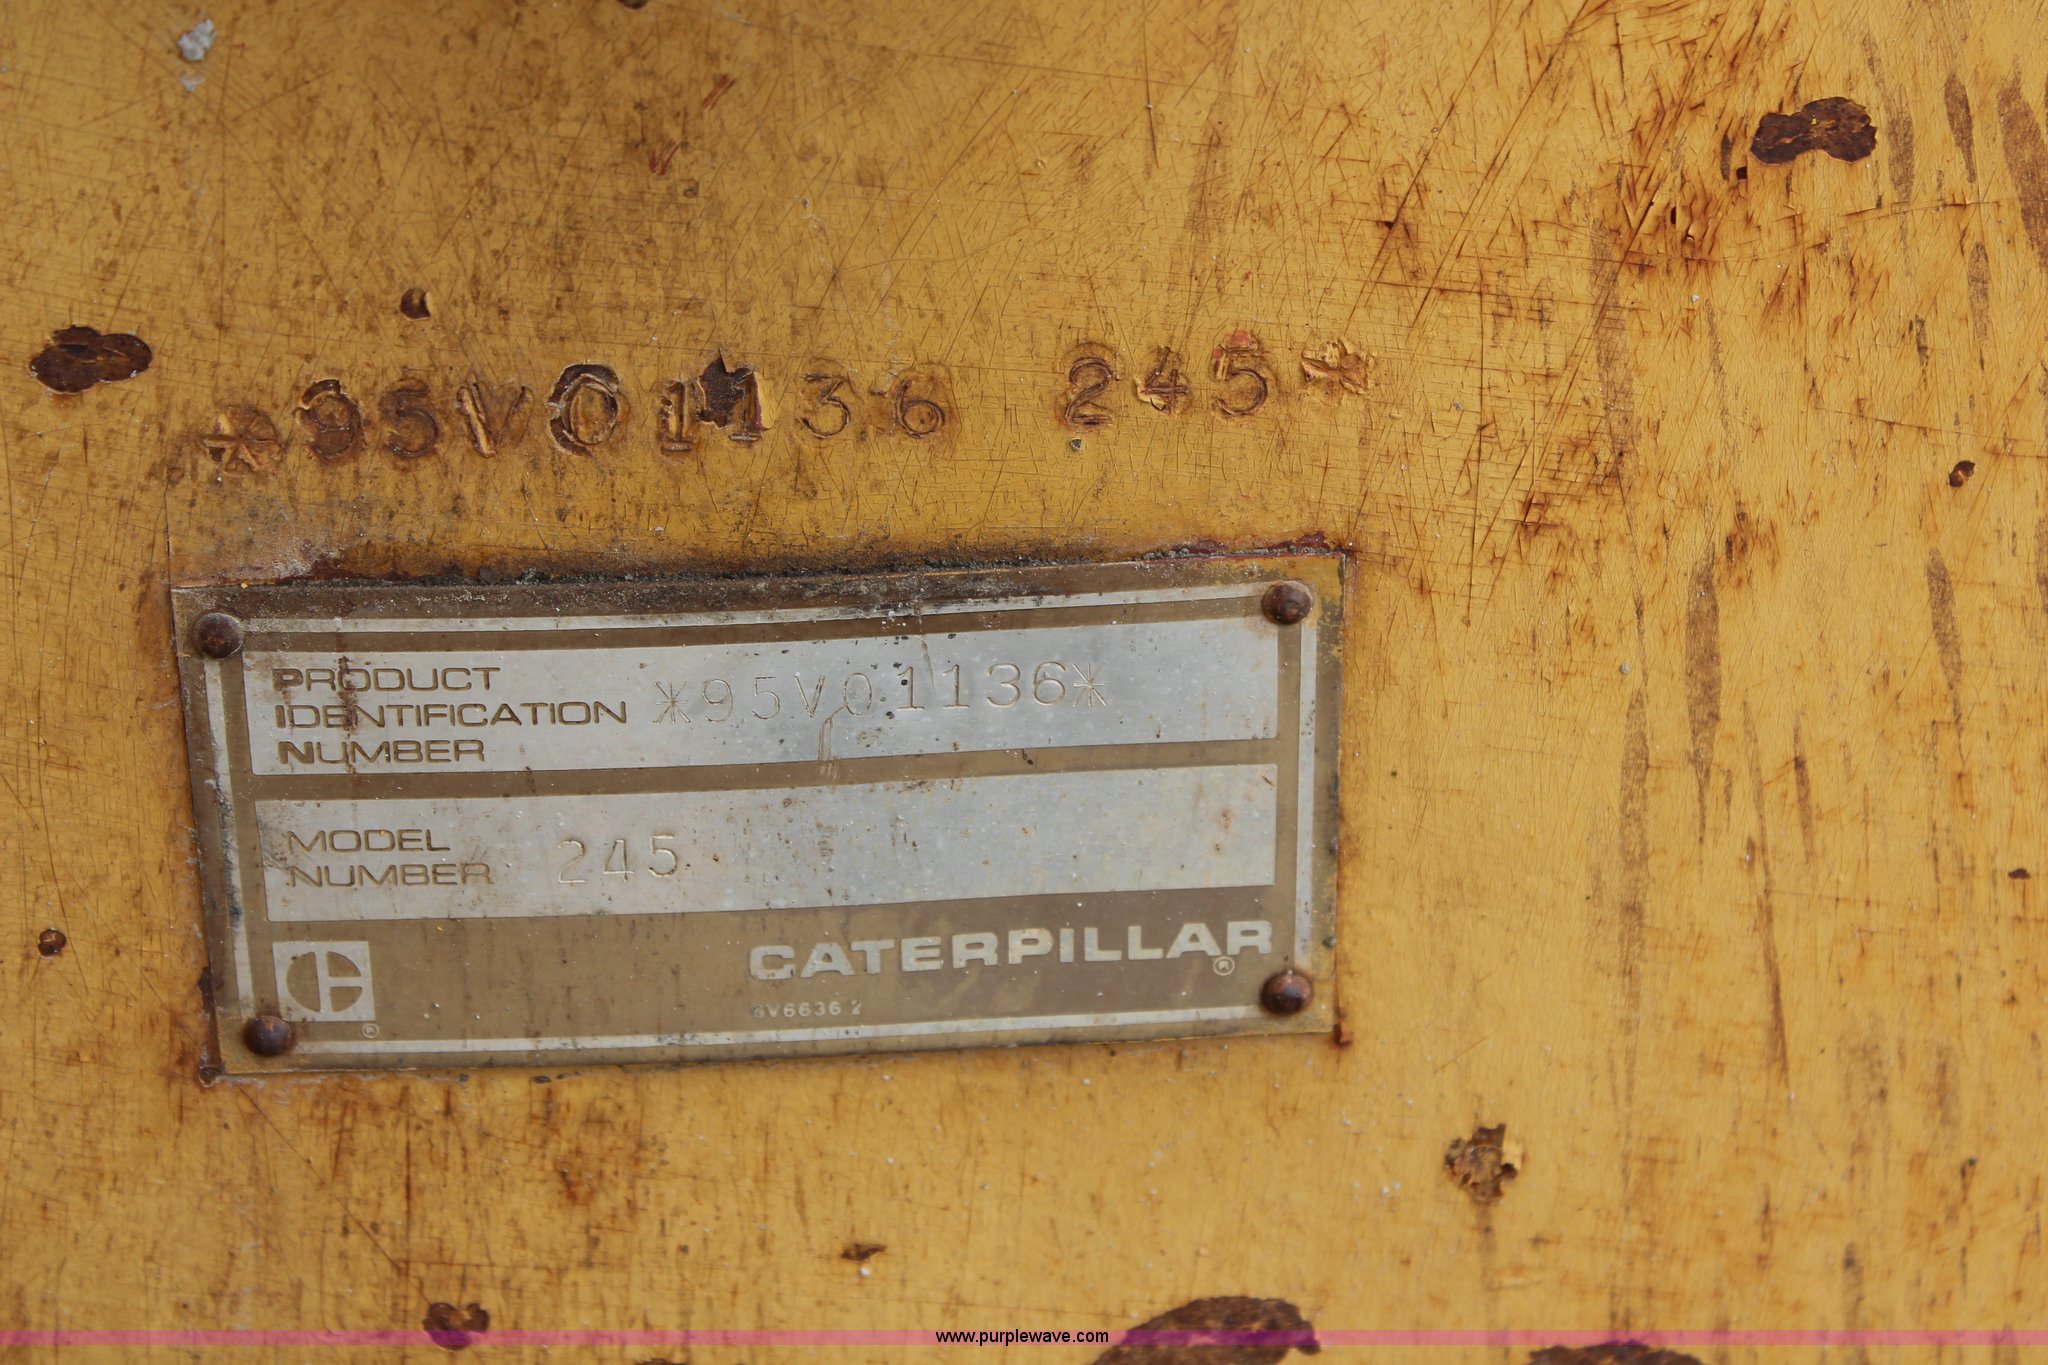 *95V01136 245*
PRODUCT
IDENTIFICATION
NUMBER
*95V01136*
MODEL
NUMBER
245
CATERPILLAR
®
®
8V6636 2
www.purplewave.com